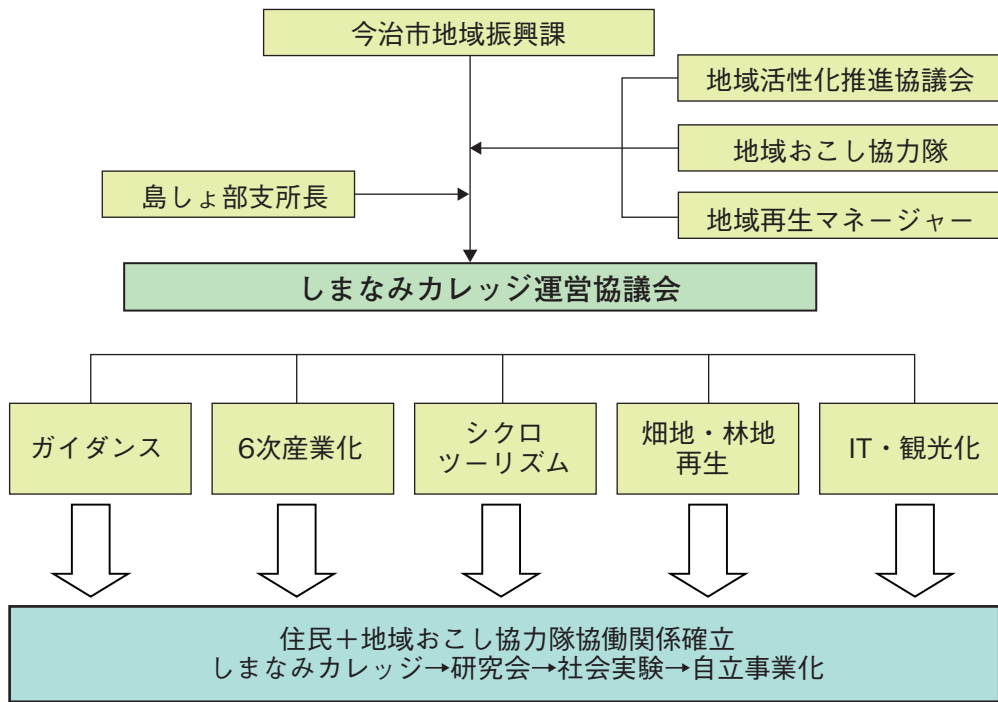 今治市地域振興課
地域活性化推進協議会
地域おこし協力隊
島しょ部支所長
地域再生マネージャー
しまなみカレッジ運営協議会
ガイダンス
6次産業化
シクロ
ツーリズム
畑地・林地
再生
IT・観光化
住民＋地域おこし協力隊協働関係確立
しまなみカレッジ→研究会→社会実験→自立事業化